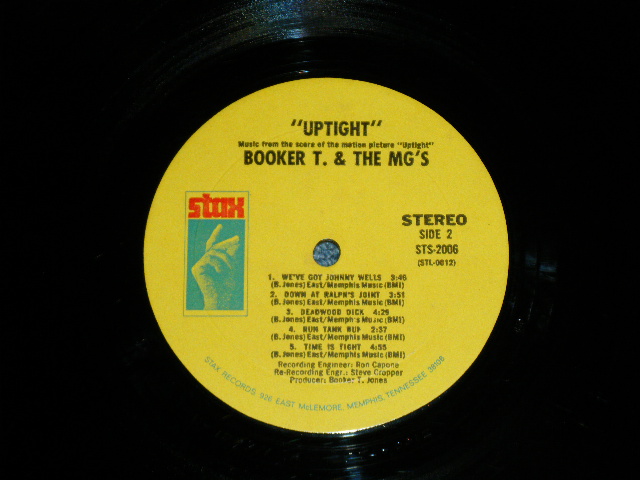 "UPTIGHT"
Music from the score of the motion picture "Uptight"
BOOKER T. & THE MG'S
stax
STEREO
SIDE 2
STS-2006
(STL-0612)
1. WE'VE GOT JOHNNY WELLS 3:46
(B. Jones) East/Memphis Music (BMI)
2. DOWN AT RALPH'S JOINT 3:51
(B. Jones) East/Memphis Music (BMI)
3. DEADWOOD DICK 4:29
(B. Jones) East/Memphis Music (BMI)
4. RUN TANK RUN 2:37
(B. Jones) East/Memphis Music (BMI)
5. TIME IS TIGHT 4:55
(B. Jones) East/Memphis Music (BMI)
Recording Engineer: Ron Capone
Re-Recording Engr.: Steve Cropper
Producer: Booker T. Jones
STAX RECORDS, 926 EAST McLEMORE, MEMPHIS, TENNESSEE 38106